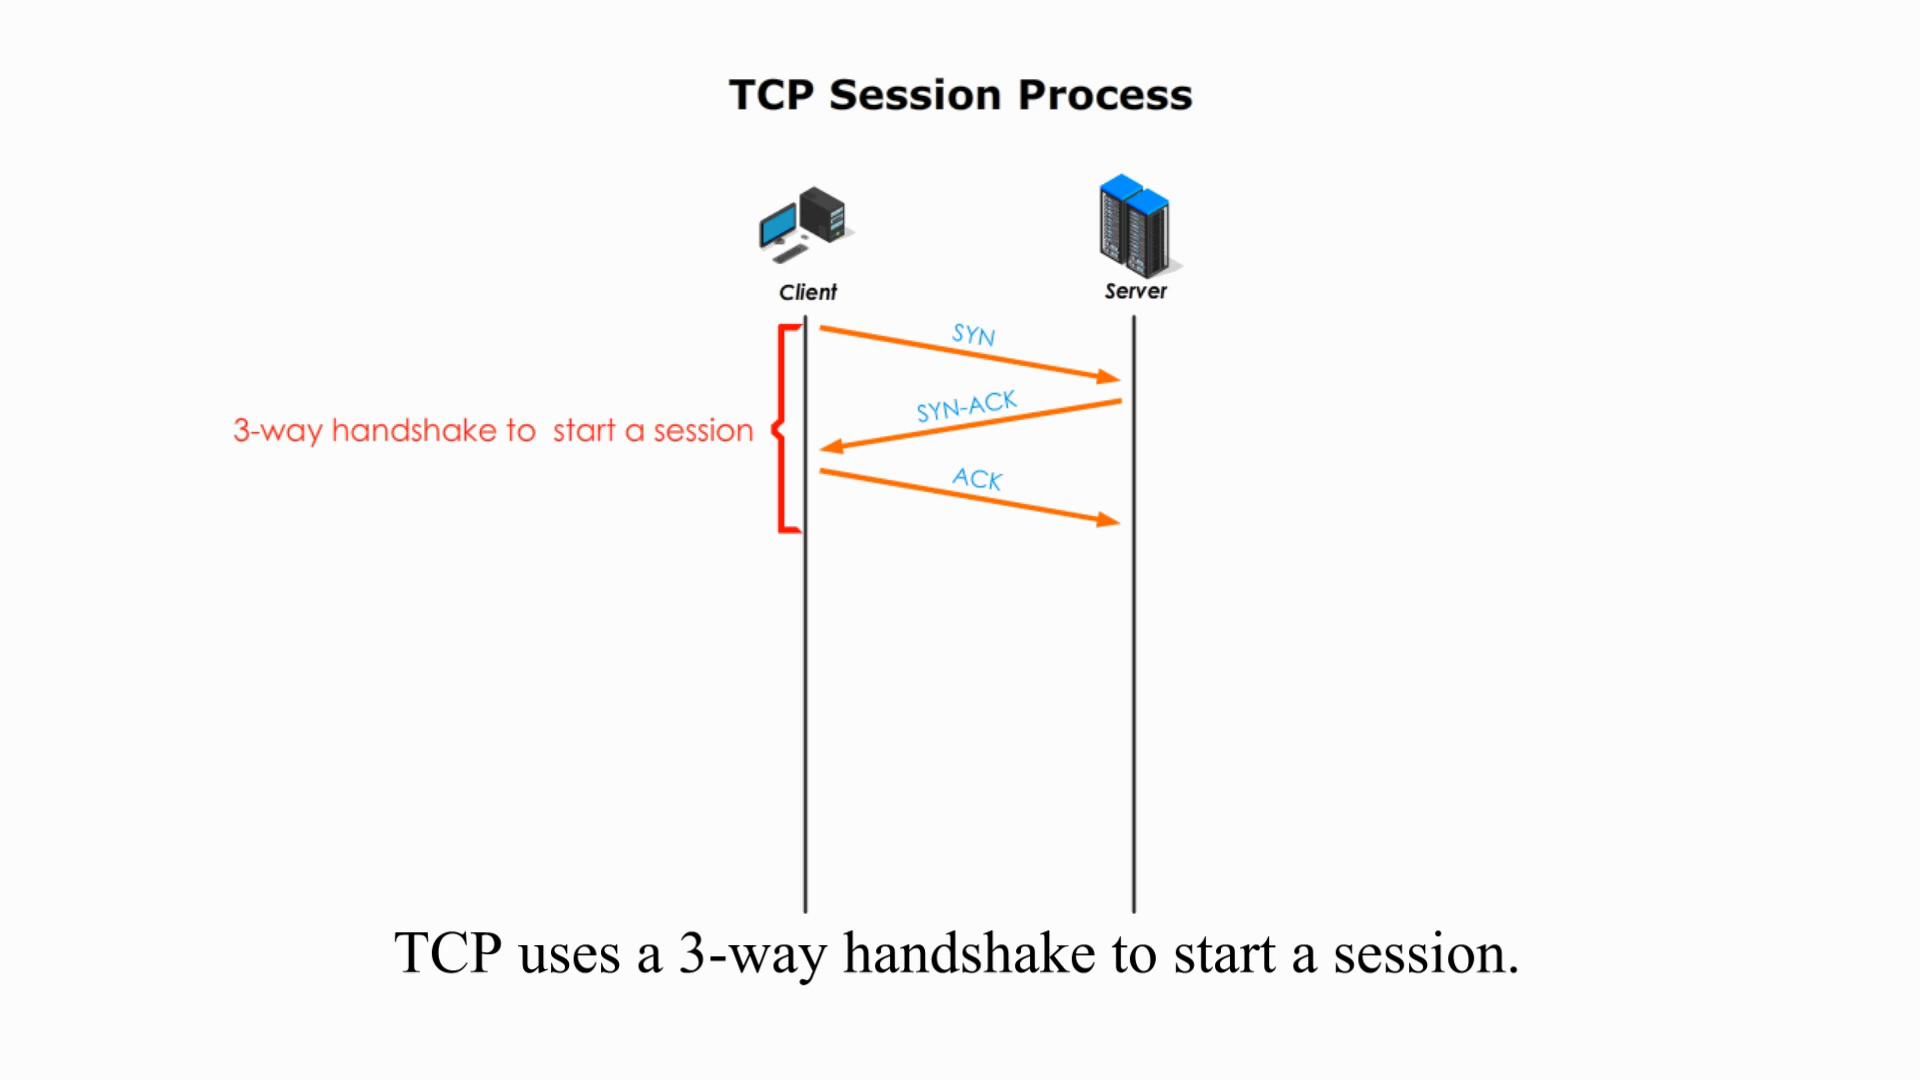 TCP Session Process
Client
Server
SYN
SYN-ACK
3-way handshake to start a session
ACK
TCP uses a 3-way handshake to start a session.